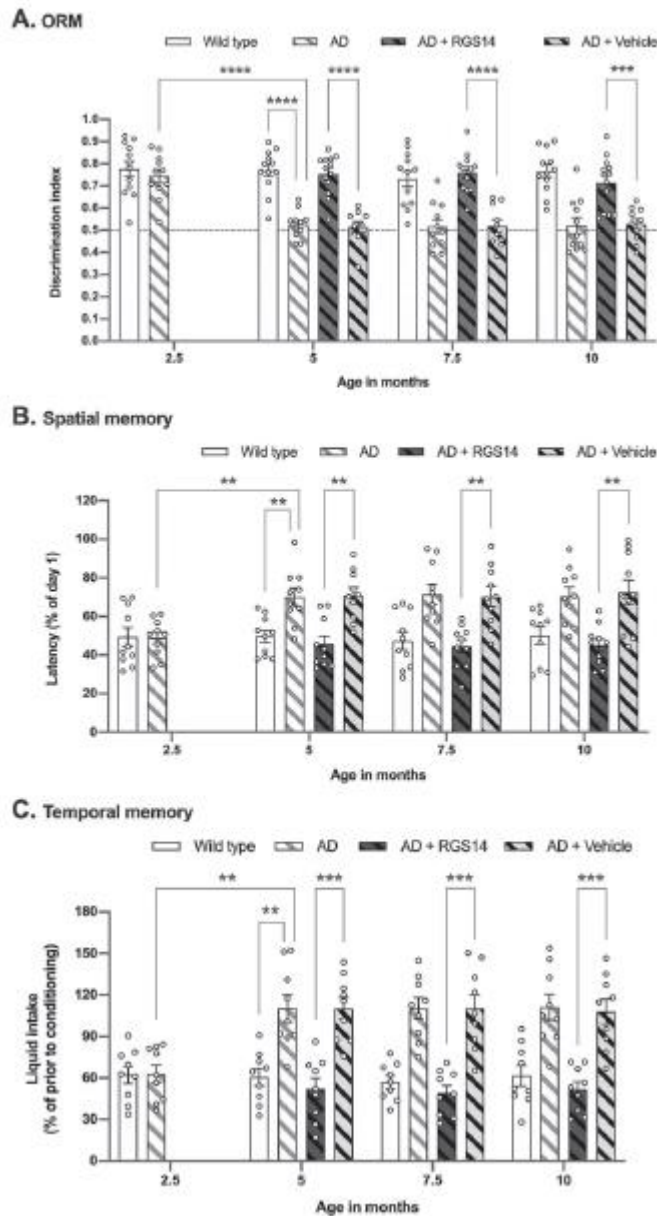 A. ORM
Wild type AD AD + RGS14 AD + Vehicle
**** **** **** **** ***
Discrimination index
1.0
0.9
0.8
0.7
0.6
0.5
0.4
0.3
0.2
0.1
0.0
2.5 5 7.5 10
Age in months
B. Spatial memory
Wild type AD AD + RGS14 AD + Vehicle
** ** ** ** **
Latency (% of day 1)
120
100
80
60
40
20
0
2.5 5 7.5 10
Age in months
C. Temporal memory
Wild type AD AD + RGS14 AD + Vehicle
** ** *** *** ***
Liquid intake
(% of prior to conditioning)
180
150
120
90
60
30
0
2.5 5 7.5 10
Age in months